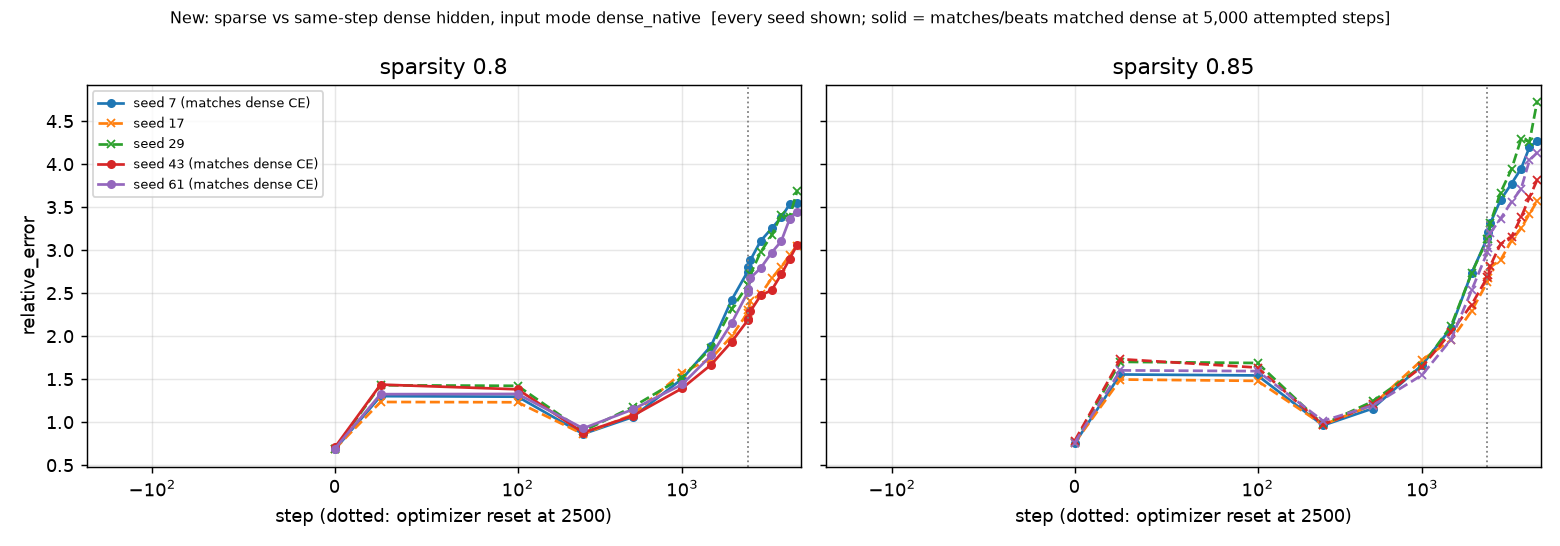 New: sparse vs same-step dense hidden, input mode dense_native  [every seed shown; solid = matches/beats matched dense at 5,000 attempted steps]
sparsity 0.8
sparsity 0.85
seed 7 (matches dense CE)
seed 17
seed 29
seed 43 (matches dense CE)
seed 61 (matches dense CE)
relative_error
4.5
4.0
3.5
3.0
2.5
2.0
1.5
1.0
0.5
−10²
0
10²
10³
−10²
0
10²
10³
step (dotted: optimizer reset at 2500)
step (dotted: optimizer reset at 2500)